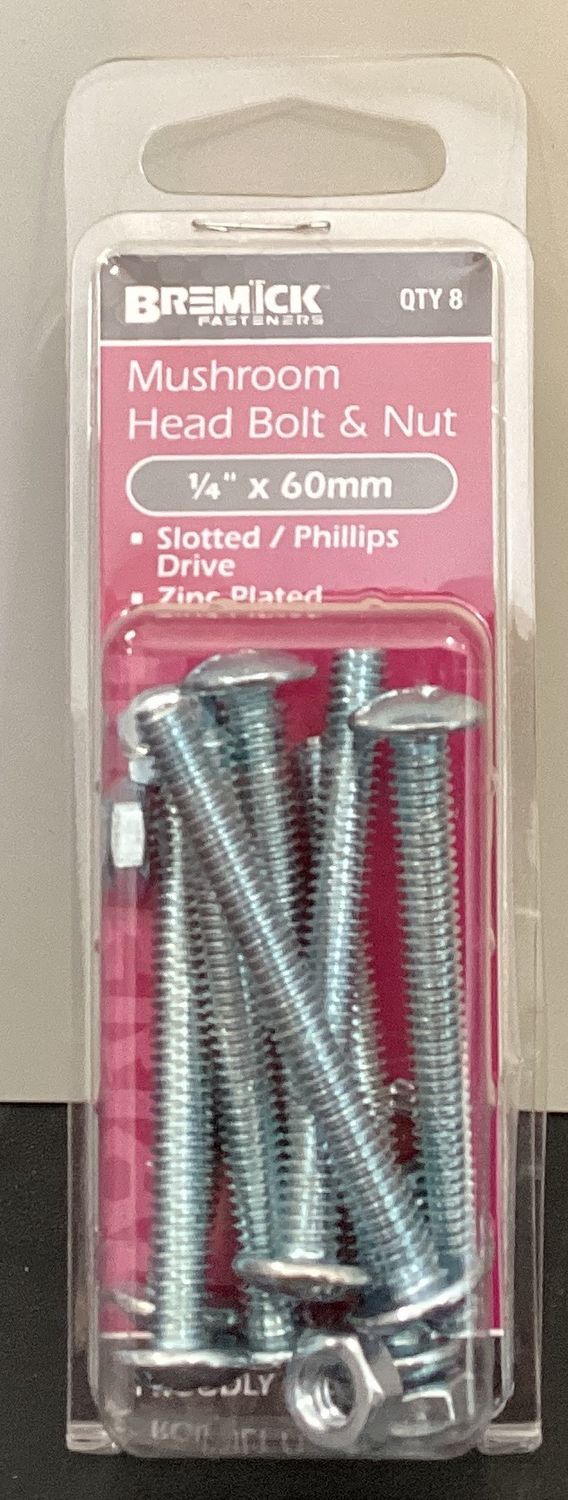 BREMICK
FASTENERS
QTY 8
Mushroom
Head Bolt & Nut
¼" x 60mm
▪ Slotted / Phillips
Drive
▪ Zinc Plated